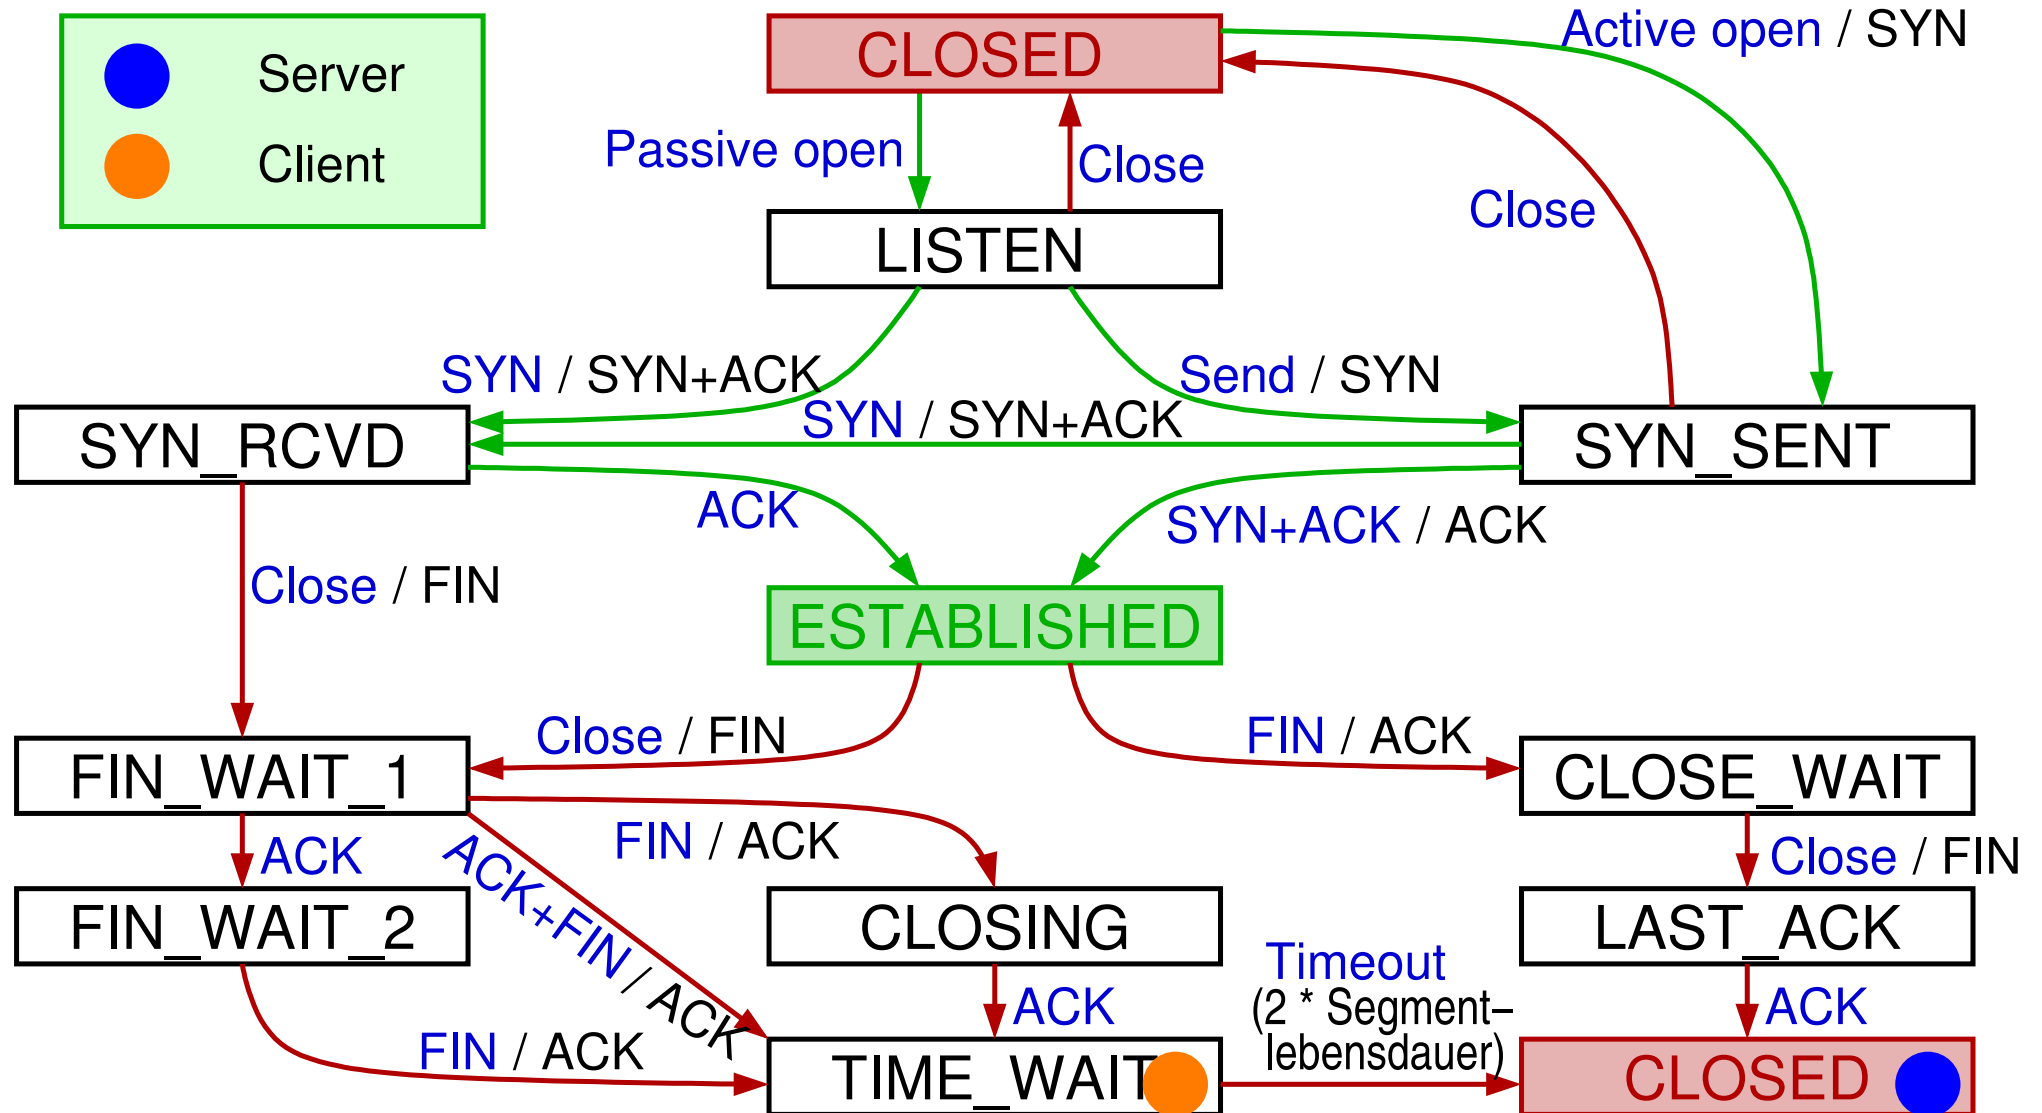 Server
Client
CLOSED
Active open / SYN
Passive open
Close
Close
LISTEN
SYN / SYN+ACK
Send / SYN
SYN / SYN+ACK
SYN_RCVD
SYN_SENT
ACK
SYN+ACK / ACK
Close / FIN
ESTABLISHED
Close / FIN
FIN / ACK
FIN_WAIT_1
CLOSE_WAIT
ACK
ACK+FIN / ACK
FIN / ACK
Close / FIN
FIN_WAIT_2
CLOSING
LAST_ACK
Timeout
(2 * Segment–
lebensdauer)
ACK
ACK
FIN / ACK
TIME_WAIT
CLOSED